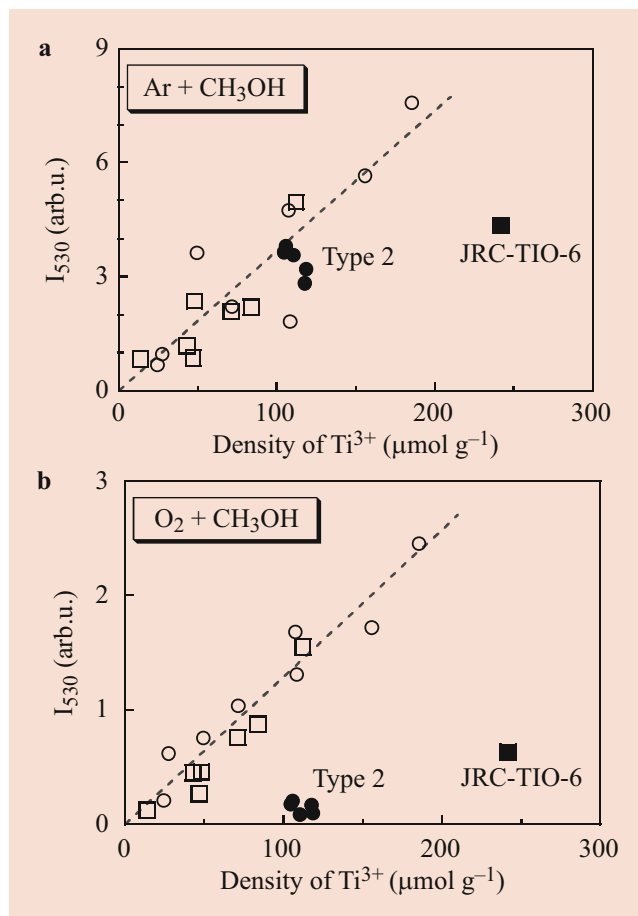 a
9
Ar + CH₃OH
6
I₅₃₀ (arb.u.)
Type 2
JRC-TIO-6
3
0
0 100 200 300
Density of Ti³⁺ (μmol g⁻¹)
b
3
O₂ + CH₃OH
2
I₅₃₀ (arb.u.)
1
Type 2
JRC-TIO-6
0
0 100 200 300
Density of Ti³⁺ (μmol g⁻¹)